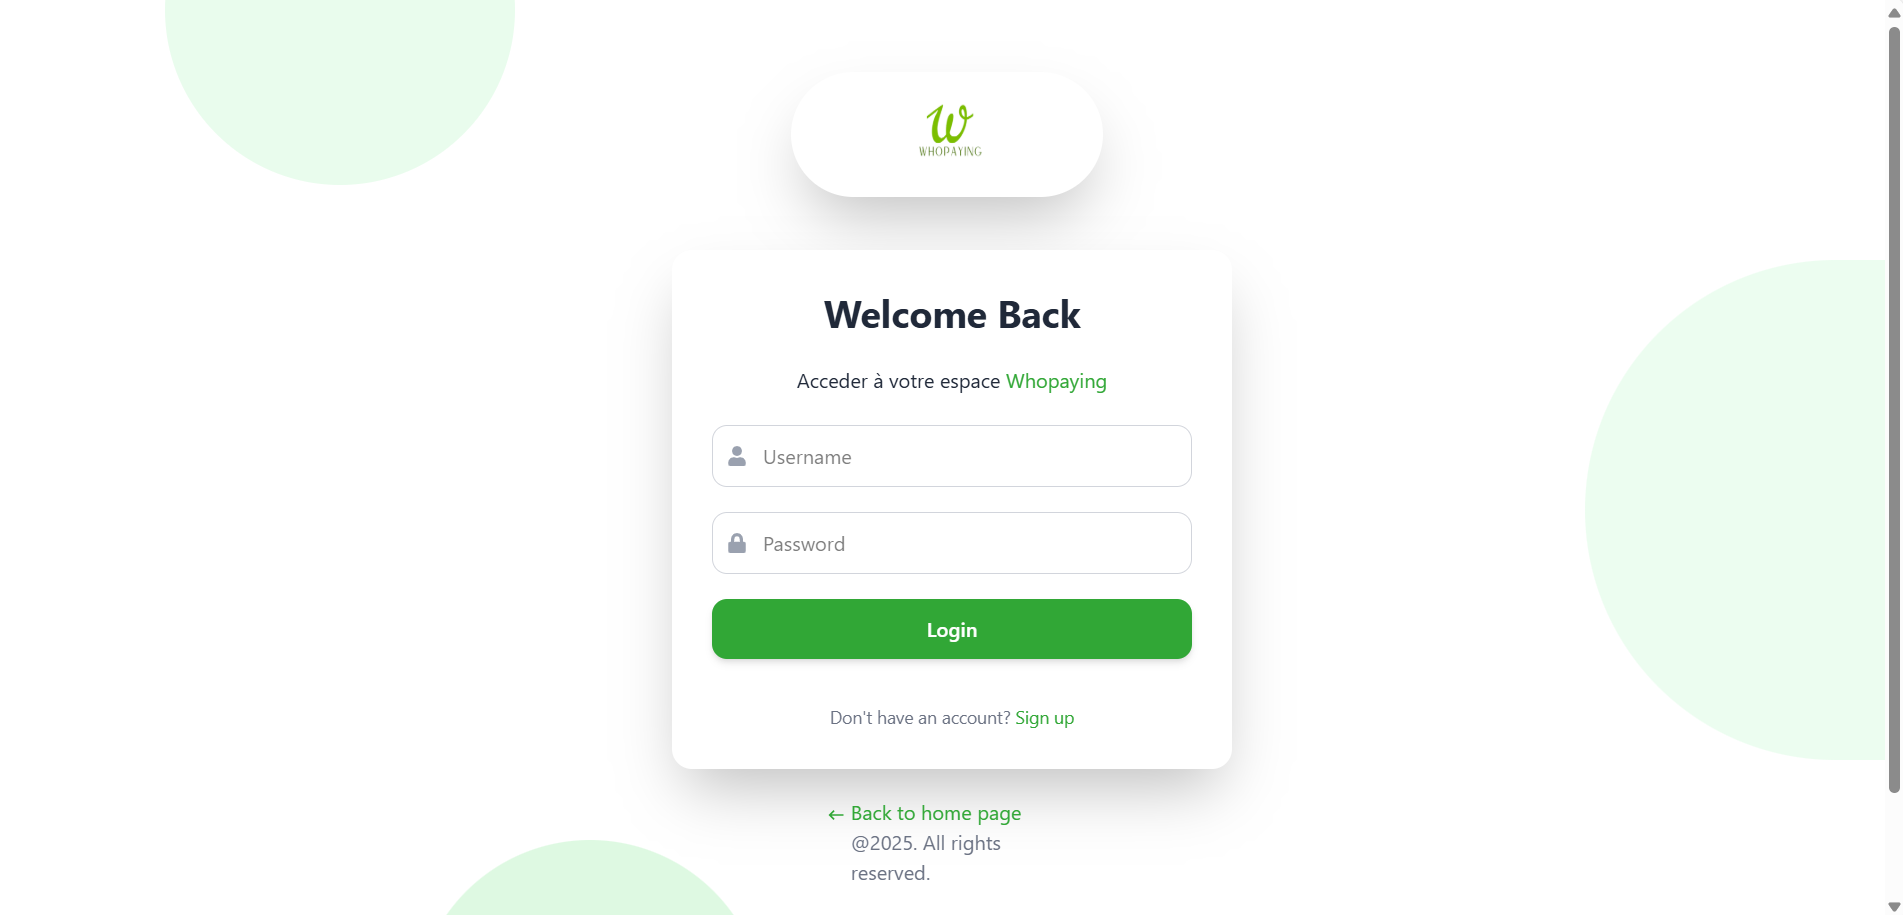 W
WHOPAYING
Welcome Back
Acceder à votre espace Whopaying
Username
Password
Login
Don't have an account? Sign up
← Back to home page
@2025. All rights
reserved.